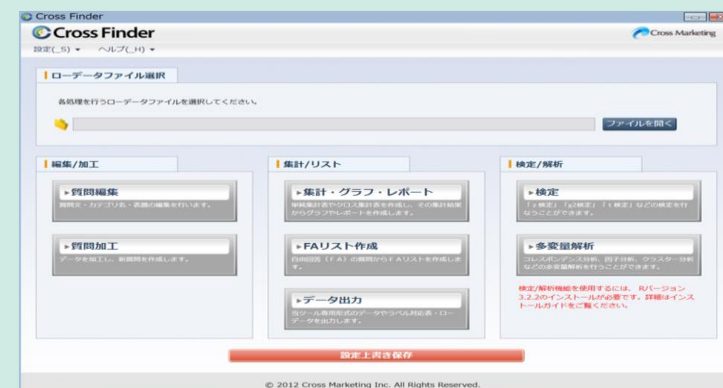 Cross Finder
Cross Finder
Cross Marketing
設定(_S) ▾ ヘルプ(_H) ▾
ローデータファイル選択
各処理を行うローデータファイルを選択してください。
ファイルを開く
編集/加工
集計/リスト
検定/解析
質問編集
質問文・カテゴリ名・表題の編集を行います。
集計・グラフ・レポート
単純集計表やクロス集計表を作成し、その集計結果
からグラフやレポートを作成します。
検定
「z検定」「χ2検定」「t検定」などの検定を行
なうことができます。
質問加工
データを加工し、新質問を作成します。
FAリスト作成
自由回答（FA）の質問からFAリストを作成しま
す。
多変量解析
コレスポンデンス分析、因子分析、クラスター分析
などの多変量解析を行うことができます。
データ出力
当ツール専用形式のデータやラベル対応表・ロー
データを出力します。
検定/解析機能を使用するには、Rバージョン
3.2.2のインストールが必要です。詳細はインス
トールガイドをご覧ください。
設定上書き保存
© 2012 Cross Marketing Inc. All Rights Reserved.